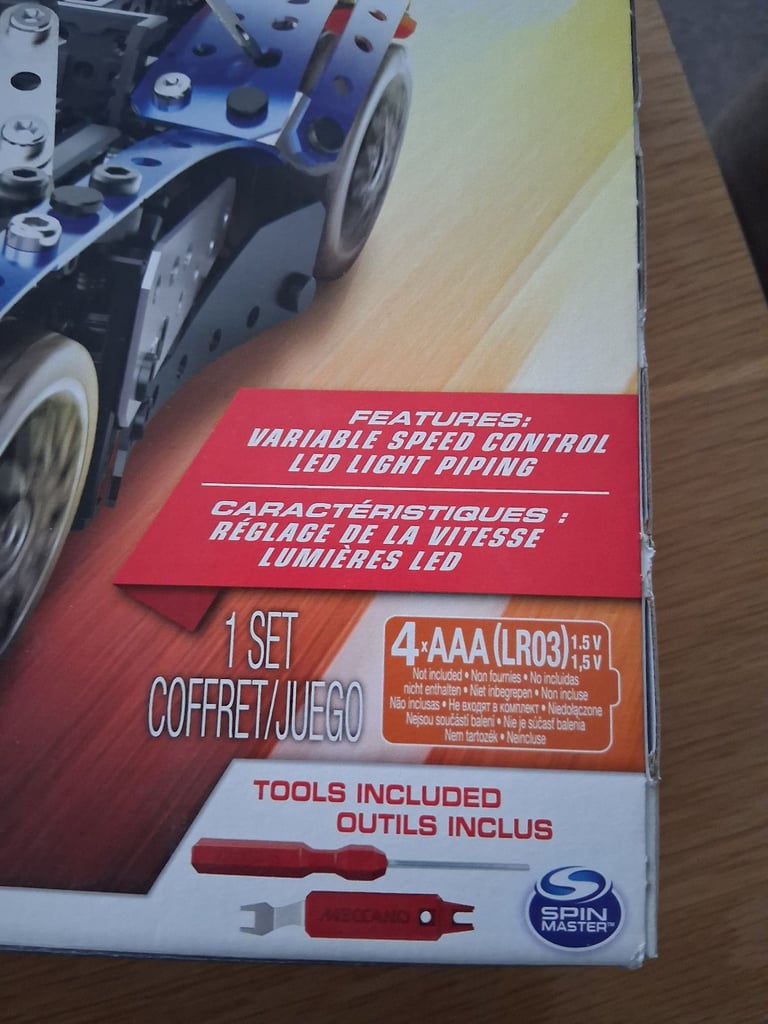 FEATURES:
VARIABLE SPEED CONTROL
LED LIGHT PIPING
CARACTÉRISTIQUES :
RÉGLAGE DE LA VITESSE
LUMIÈRES LED
1 SET
COFFRET/JUEGO
4 x AAA (LR03) 1.5 V
1,5 V
Not included • Non fournies • No incluidas
nicht enthalten • Niet inbegrepen • Non incluse
Não inclusas • Не входят в комплект • Niedołączone
Nejsou součástí balení • Nie je súčasť balenia
Nem tartozék • Neincluse
TOOLS INCLUDED
OUTILS INCLUS
MECCANO
SPIN
MASTER™